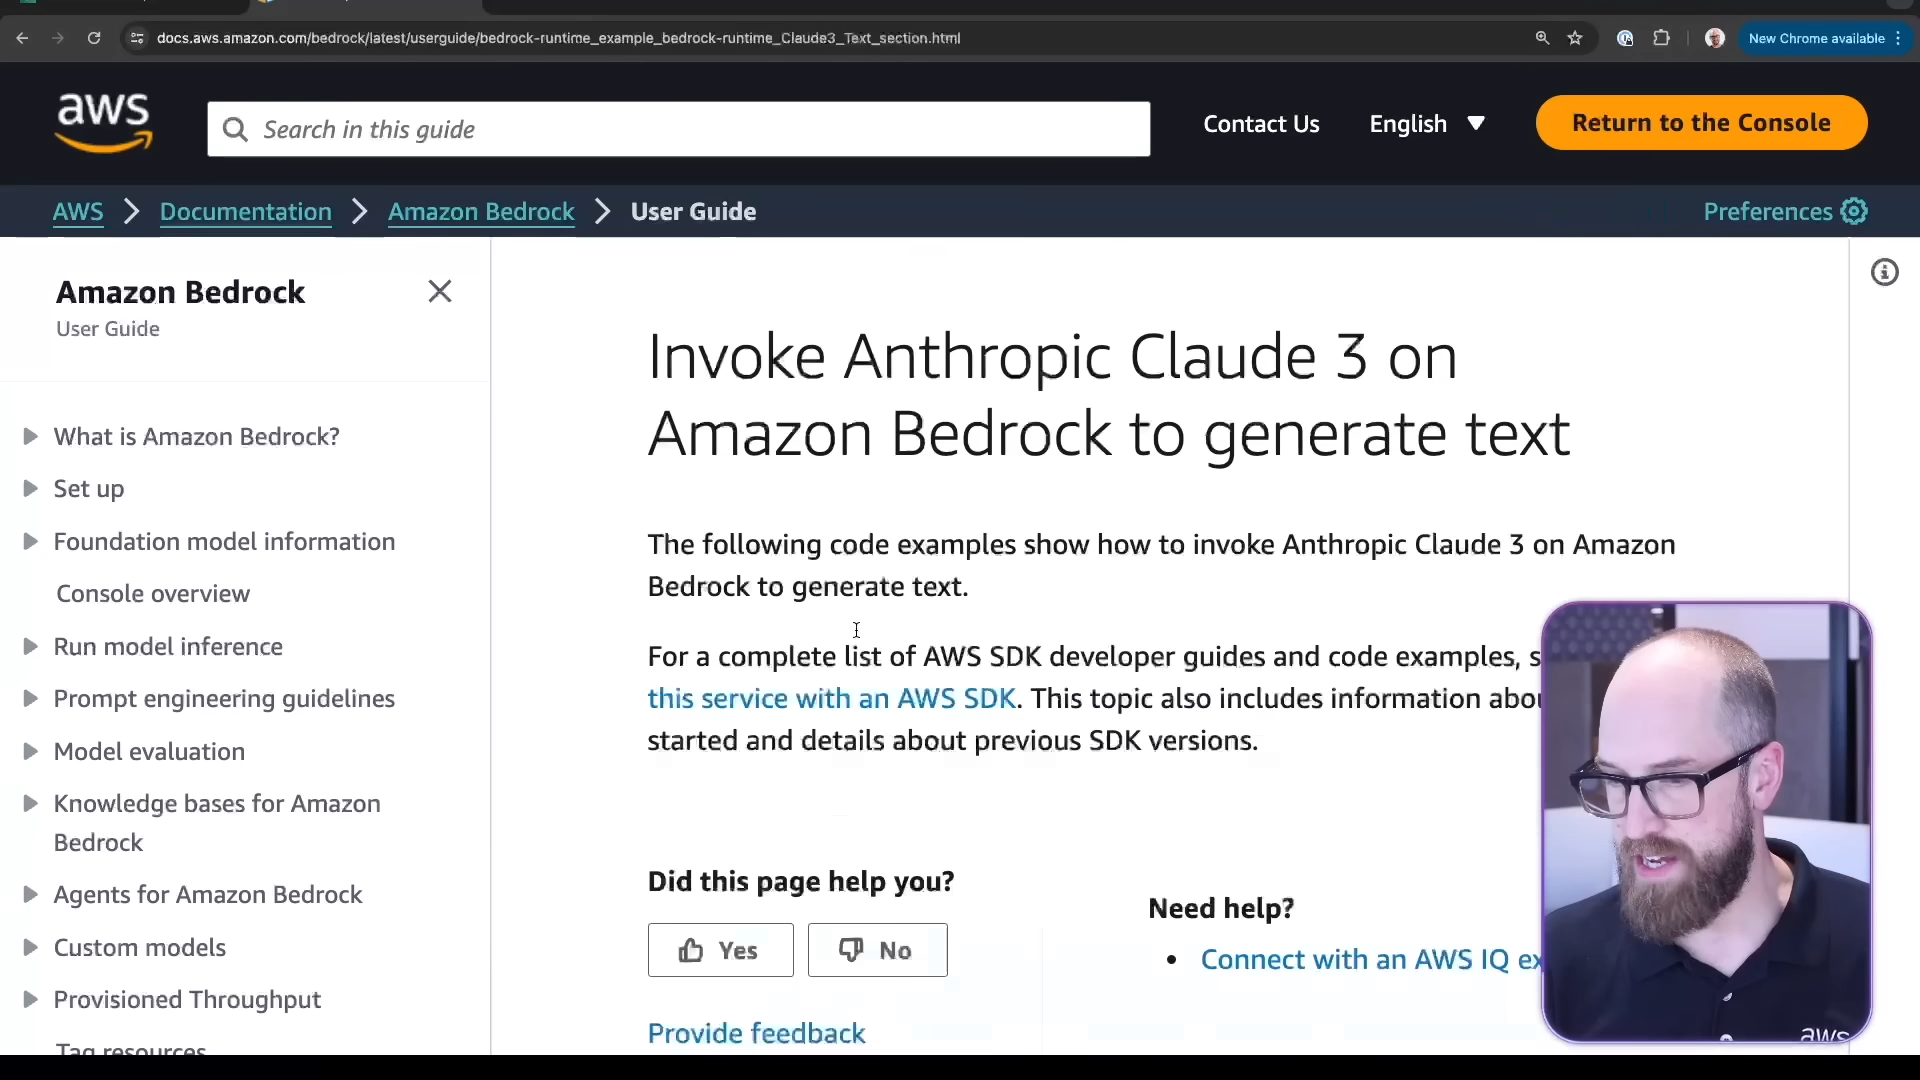 docs.aws.amazon.com/bedrock/latest/userguide/bedrock-runtime_example_bedrock-runtime_Claude3_Text_section.html
New Chrome available
aws
Search in this guide
Contact Us
English
Return to the Console
AWS
Documentation
Amazon Bedrock
User Guide
Preferences
Amazon Bedrock
User Guide
What is Amazon Bedrock?
Set up
Foundation model information
Console overview
Run model inference
Prompt engineering guidelines
Model evaluation
Knowledge bases for Amazon
Bedrock
Agents for Amazon Bedrock
Custom models
Provisioned Throughput
Tag resources
Invoke Anthropic Claude 3 on
Amazon Bedrock to generate text
The following code examples show how to invoke Anthropic Claude 3 on Amazon
Bedrock to generate text.
For a complete list of AWS SDK developer guides and code examples, s
this service with an AWS SDK. This topic also includes information abou
started and details about previous SDK versions.
Did this page help you?
Yes
No
Provide feedback
Need help?
Connect with an AWS IQ ex
aws